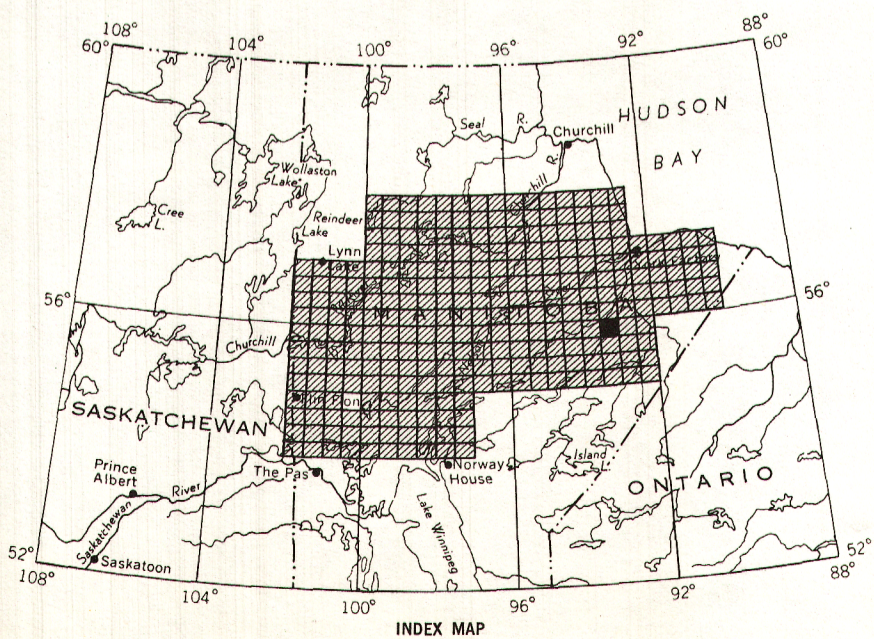 108°
60°
104°
100°
96°
92°
88°
60°
HUDSON
BAY
Seal R.
Churchill
Churchill R.
Wollaston
Lake
Cree
L.
Reindeer
Lake
Lynn
Lake
56°
56°
MANITOBA
Churchill
Flin Flon
SASKATCHEWAN
Prince
Albert
River
The Pas
Norway
House
Island
L.
ONTARIO
Saskatchewan
Lake Winnipeg
Saskatoon
52°
108°
104°
100°
96°
92°
52°
88°
INDEX MAP